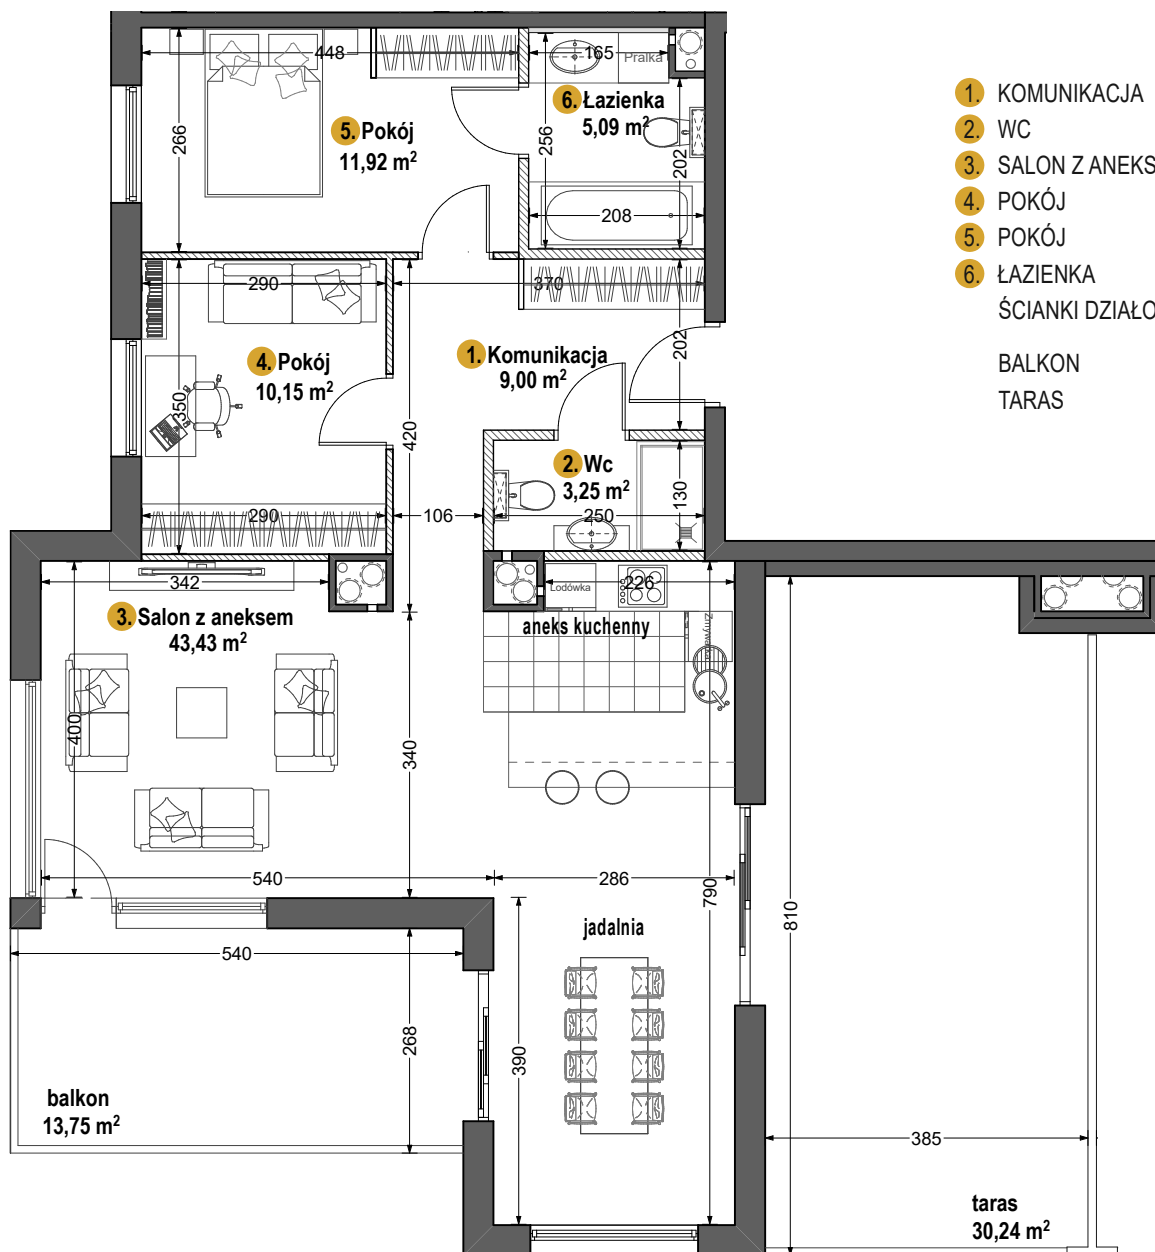 448
165
Pralka
6. Łazienka
5,09 m²
5. Pokój
11,92 m²
266
256
202
208
1. KOMUNIKACJA
2. WC
3. SALON Z ANEKS
4. POKÓJ
5. POKÓJ
6. ŁAZIENKA
ŚCIANKI DZIAŁO
BALKON
TARAS
290
370
4. Pokój
10,15 m²
1. Komunikacja
9,00 m²
202
350
420
2. Wc
3,25 m²
130
290
106
250
342
Lodówka
226
3. Salon z aneksem
43,43 m²
aneks kuchenny
400
340
540
286
790
810
jadalnia
540
268
390
balkon
13,75 m²
385
taras
30,24 m²